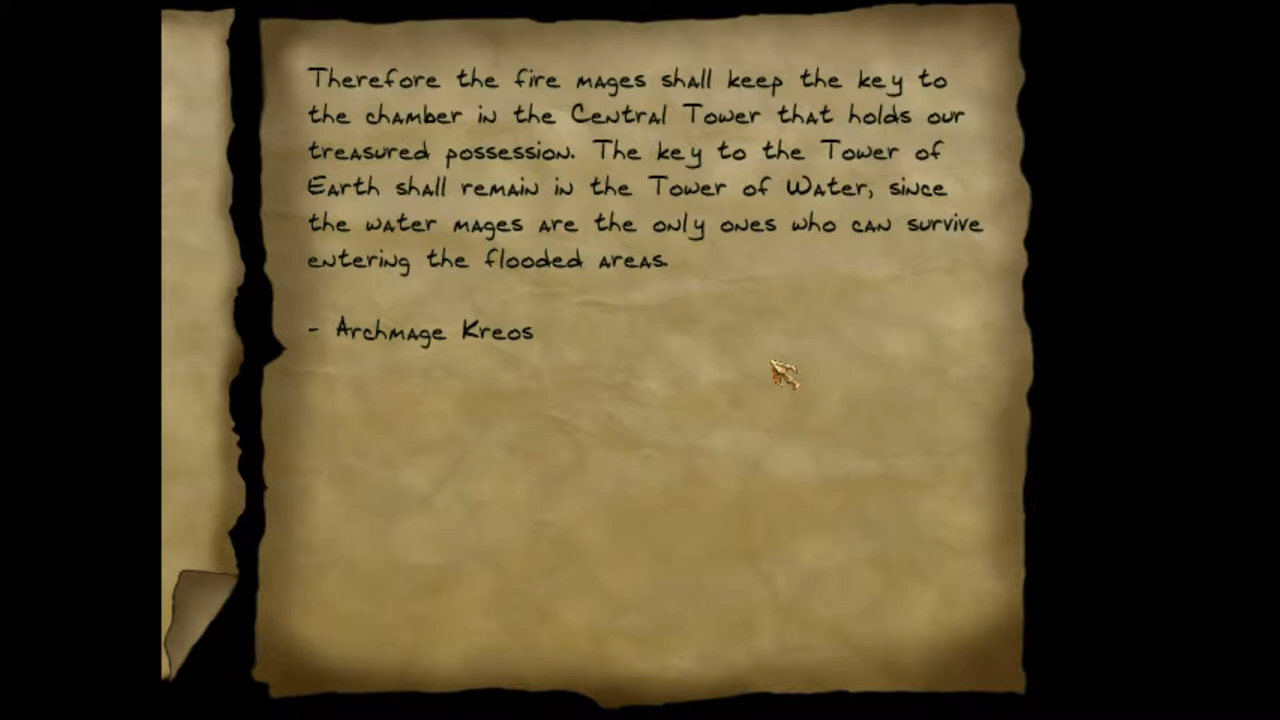 Therefore the fire mages shall keep the key to
the chamber in the Central Tower that holds our
treasured possession. The key to the Tower of
Earth shall remain in the Tower of Water, since
the water mages are the only ones who can survive
entering the flooded areas.
- Archmage Kreos